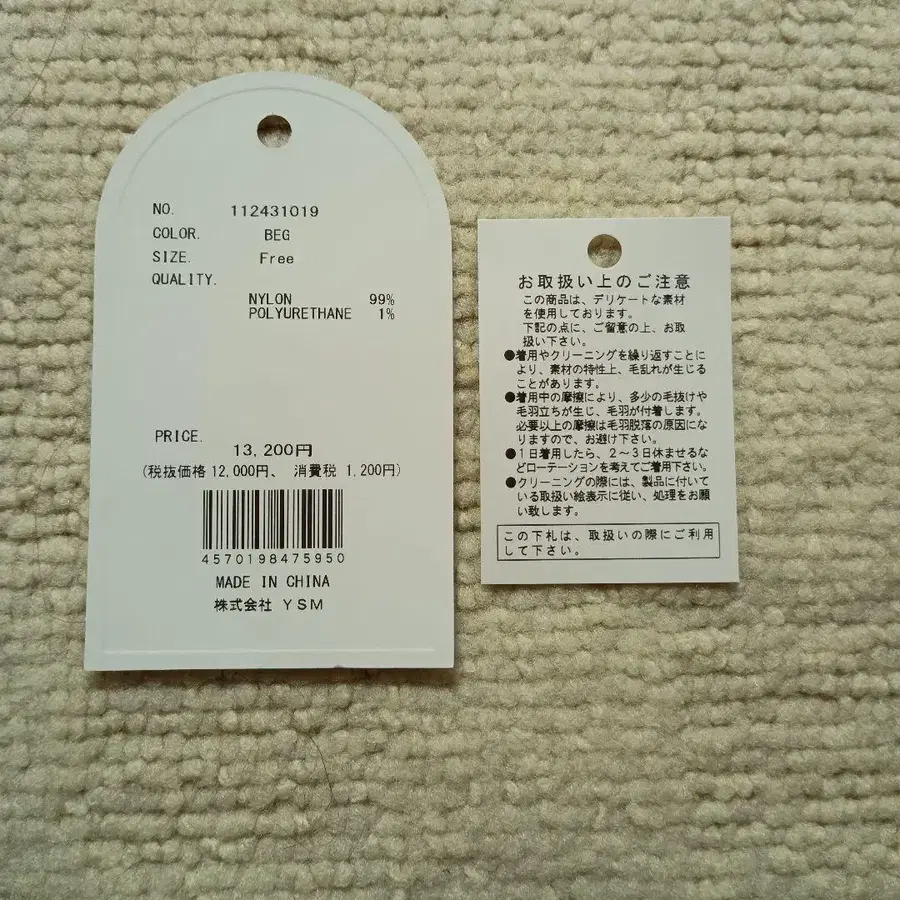 NO. 112431019
COLOR. BEG
SIZE. Free
QUALITY.
NYLON 99%
POLYURETHANE 1%
PRICE.
13,200円
(税抜価格 12,000円、 消費税 1,200円)
4570198475950
MADE IN CHINA
株式会社 YSM
お取扱い上のご注意
この商品は、デリケートな素材
を使用しております。
下記の点に、ご留意の上、お取
扱い下さい。
●着用やクリーニングを繰り返すことに
より、素材の特性上、毛乱れが生じる
ことがあります。
●着用中の摩擦により、多少の毛抜けや
毛羽立ちが生じ、毛羽が付着します。
必要以上の摩擦は毛羽脱落の原因にな
りますので、お避け下さい。
●1日着用したら、2～3日休ませるな
どローテーションを考えてご着用下さい。
●クリーニングの際には、製品に付いて
いる取扱い絵表示に従い、処理をお願
い致します。
この下札は、取扱いの際にご利用
して下さい。